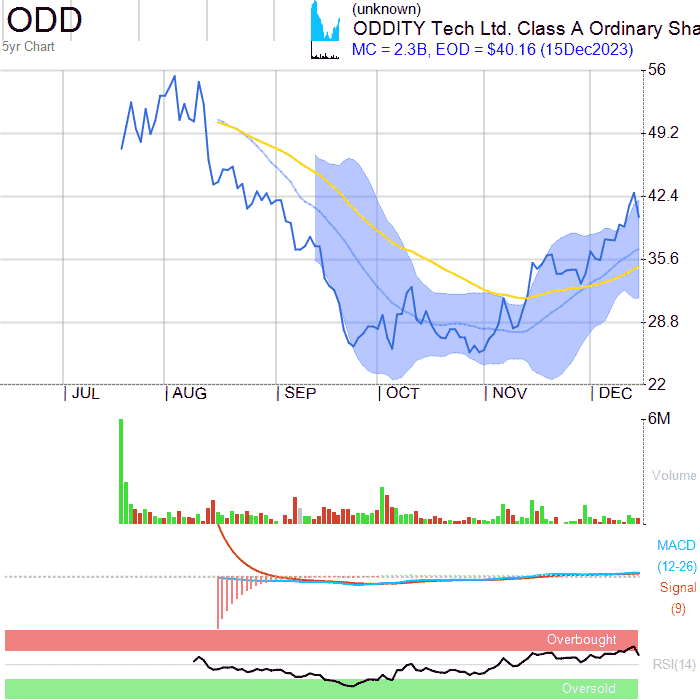 ODD
5yr Chart
(unknown)
ODDITY Tech Ltd. Class A Ordinary Sha
MC = 2.3B, EOD = $40.16 (15Dec2023)
56
49.2
42.4
35.6
28.8
22
JUL
AUG
SEP
OCT
NOV
DEC
6M
Volume
MACD
(12-26)
Signal
(9)
Overbought
RSI(14)
Oversold